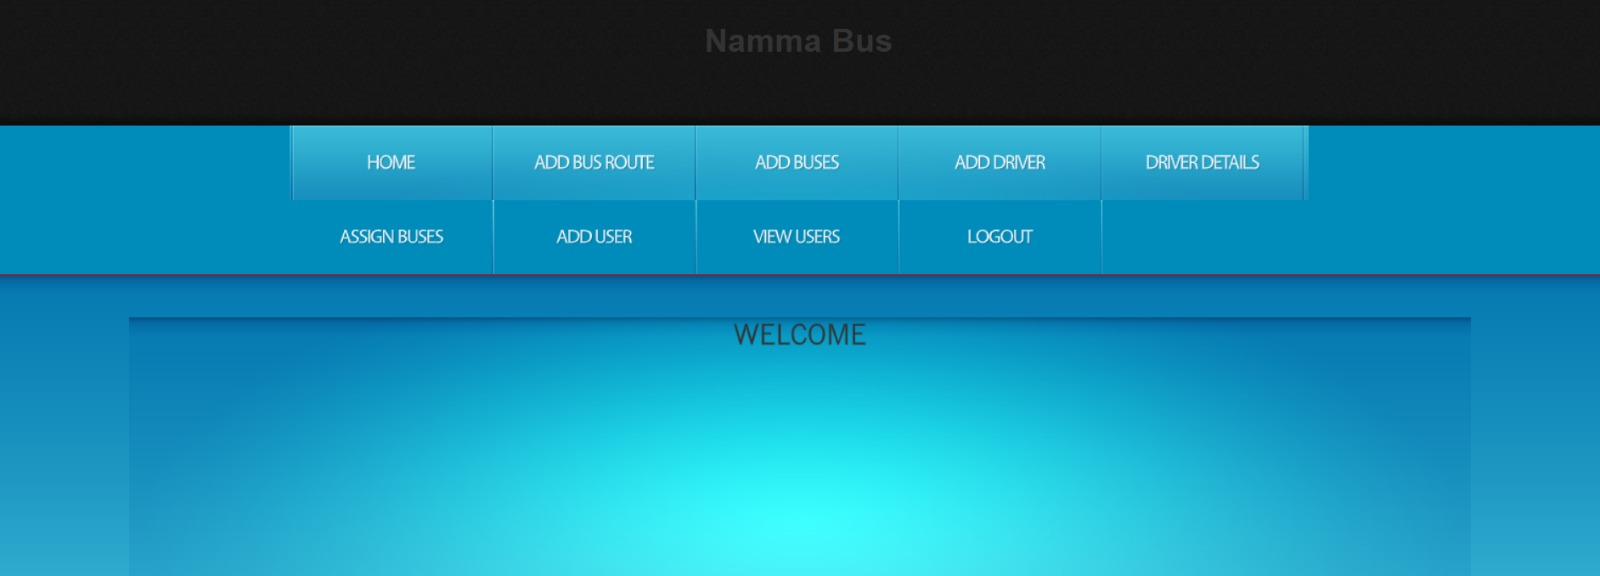 Namma Bus
HOME ADD BUS ROUTE ADD BUSES ADD DRIVER DRIVER DETAILS
ASSIGN BUSES ADD USER VIEW USERS LOGOUT
WELCOME